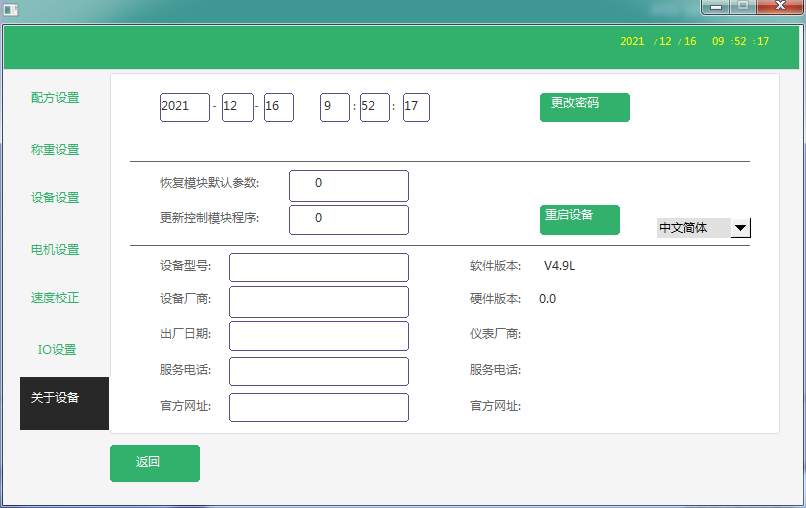 2021 / 12 / 16 09 : 52 : 17
配方设置
称重设置
设备设置
电机设置
速度校正
IO设置
关于设备
2021 - 12 - 16 9 : 52 : 17 更改密码
恢复模块默认参数: 0
更新控制模块程序: 0 重启设备
中文简体
设备型号: 软件版本: V4.9L
设备厂商: 硬件版本: 0.0
出厂日期: 仪表厂商:
服务电话: 服务电话:
官方网址: 官方网址:
返回